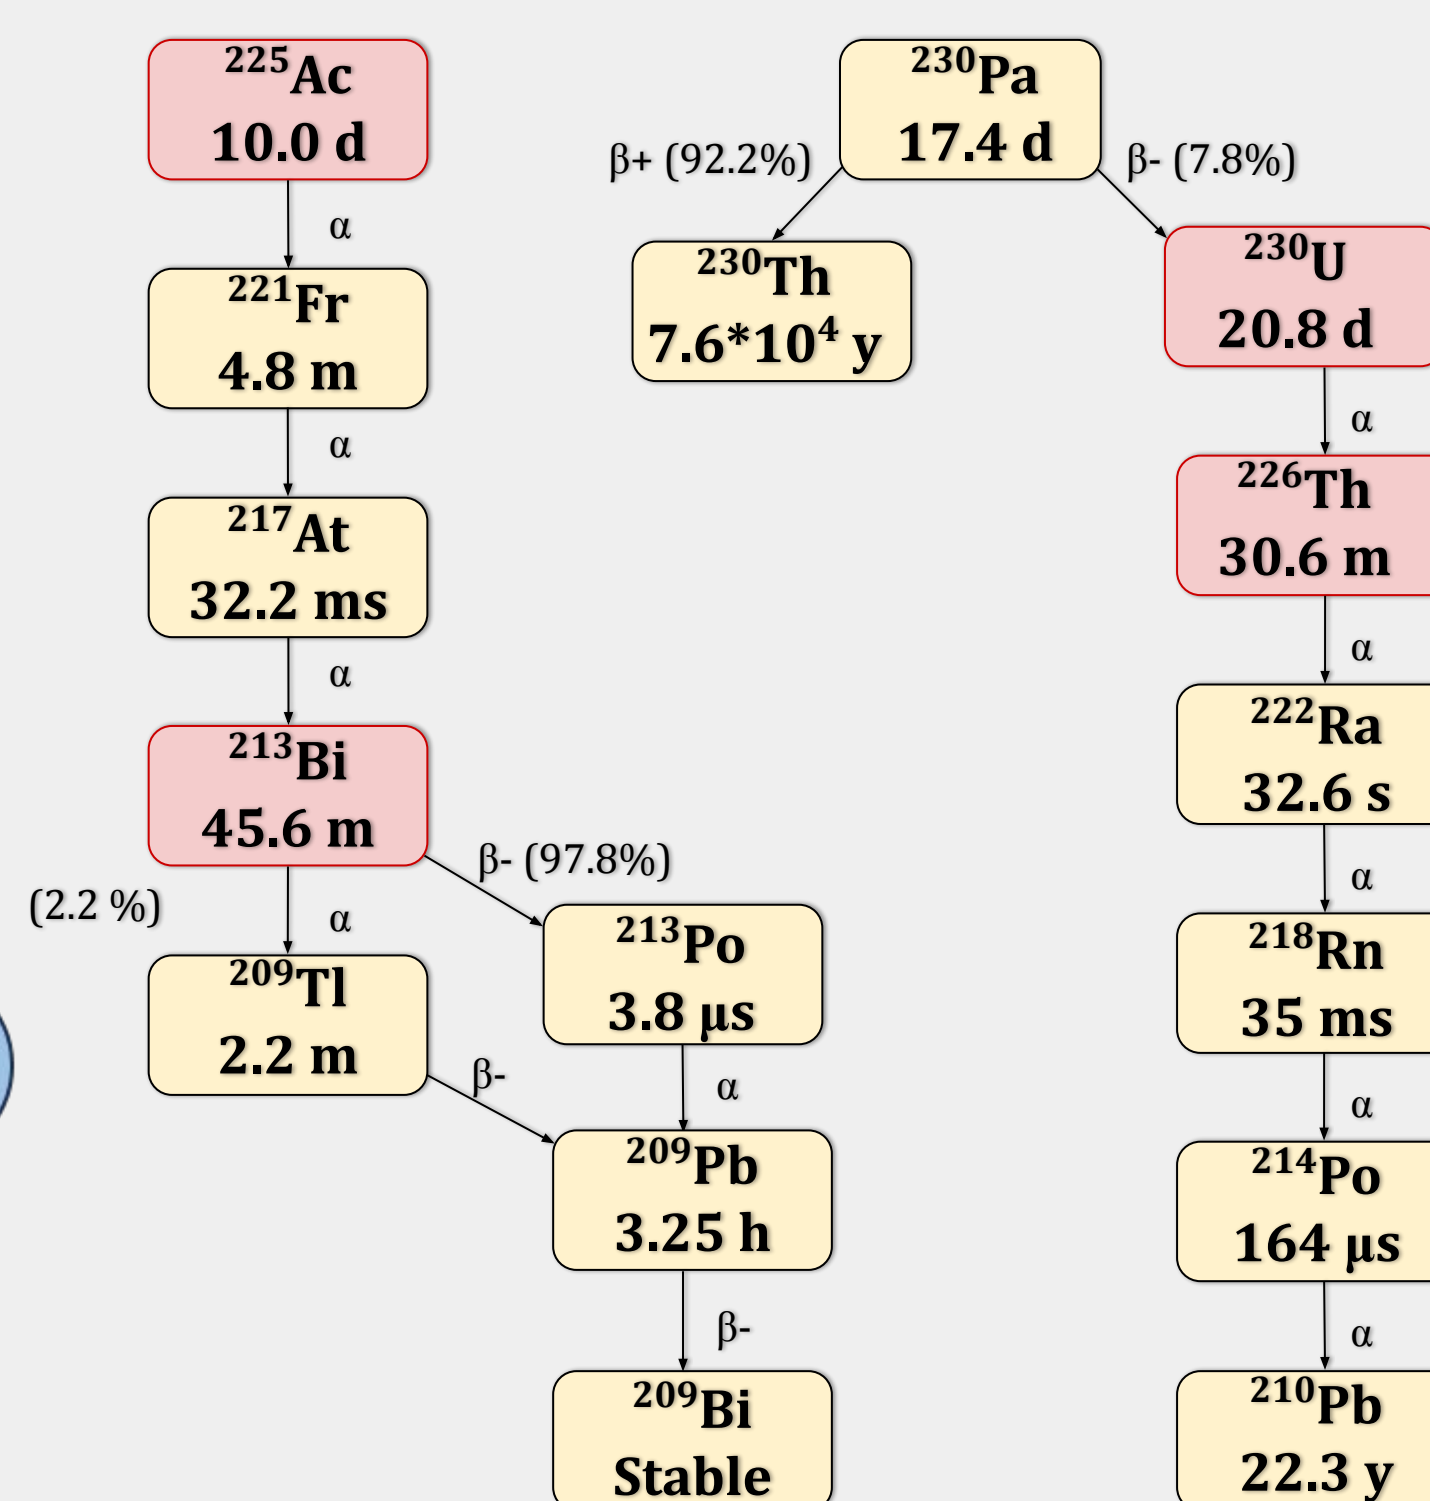 ²²⁵Ac
10.0 d
α
²²¹Fr
4.8 m
α
²¹⁷At
32.2 ms
α
²¹³Bi
45.6 m
(2.2 %)
α
β- (97.8%)
²⁰⁹Tl
2.2 m
β-
²¹³Po
3.8 µs
α
²⁰⁹Pb
3.25 h
β-
²⁰⁹Bi
Stable
²³⁰Pa
17.4 d
β+ (92.2%)
β- (7.8%)
²³⁰Th
7.6*10⁴ y
²³⁰U
20.8 d
α
²²⁶Th
30.6 m
α
²²²Ra
32.6 s
α
²¹⁸Rn
35 ms
α
²¹⁴Po
164 µs
α
²¹⁰Pb
22.3 y